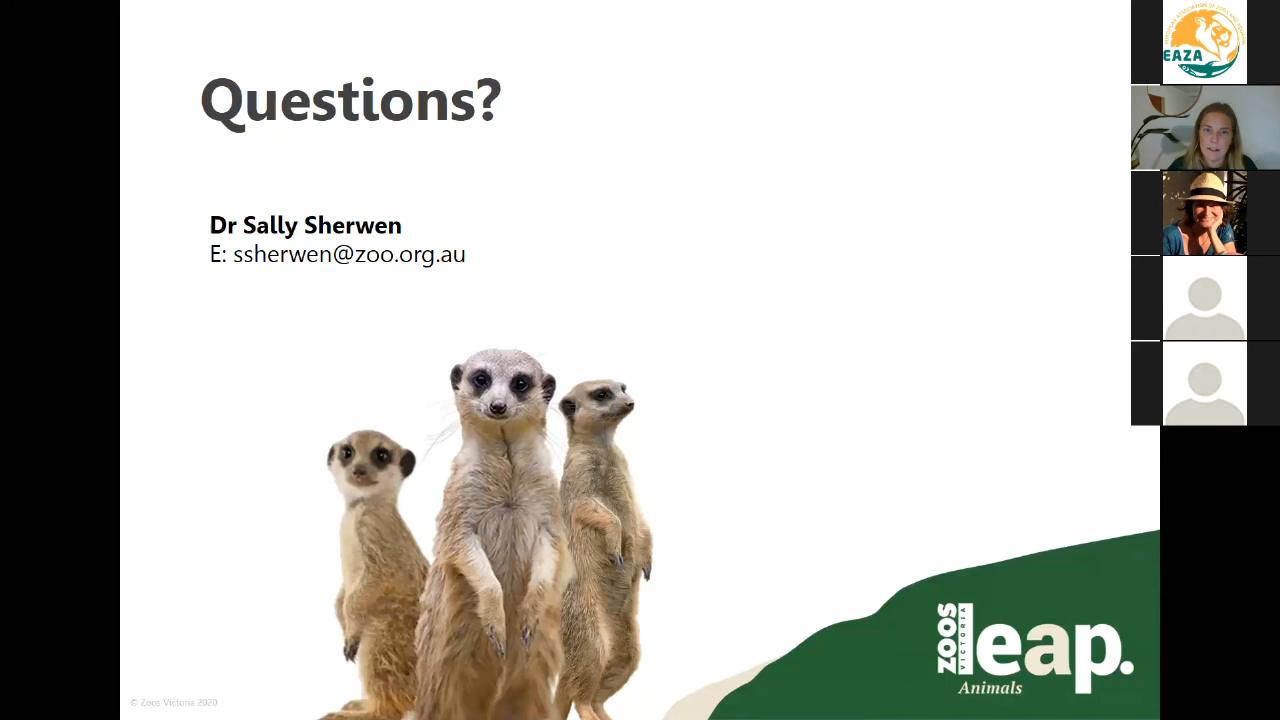 Questions?
Dr Sally Sherwen
E: ssherwen@zoo.org.au
EAZA
ZOOS
VICTORIA
leap.
Animals
© Zoos Victoria 2020